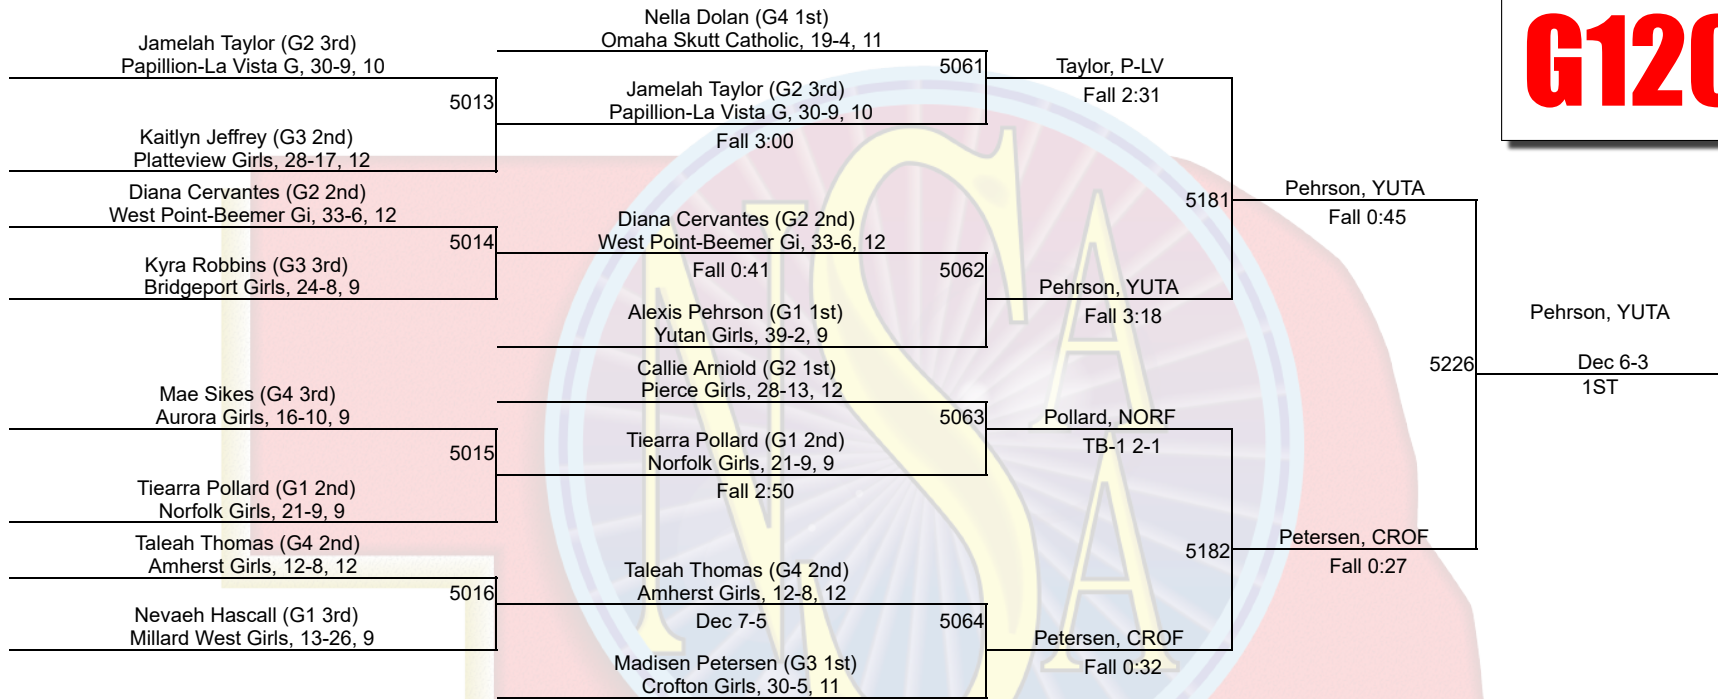 Nella Dolan (G4 1st)
Omaha Skutt Catholic, 19-4, 11
Jamelah Taylor (G2 3rd)
Papillion-La Vista G, 30-9, 10
5013
Kaitlyn Jeffrey (G3 2nd)
Platteview Girls, 28-17, 12
Jamelah Taylor (G2 3rd)
Papillion-La Vista G, 30-9, 10
Fall 3:00
5061
Taylor, P-LV
Fall 2:31
G120
Diana Cervantes (G2 2nd)
West Point-Beemer Gi, 33-6, 12
5014
Kyra Robbins (G3 3rd)
Bridgeport Girls, 24-8, 9
Diana Cervantes (G2 2nd)
West Point-Beemer Gi, 33-6, 12
Fall 0:41
5062
Alexis Pehrson (G1 1st)
Yutan Girls, 39-2, 9
Pehrson, YUTA
Fall 3:18
5181
Pehrson, YUTA
Fall 0:45
Callie Arniold (G2 1st)
Pierce Girls, 28-13, 12
Mae Sikes (G4 3rd)
Aurora Girls, 16-10, 9
5015
Tiearra Pollard (G1 2nd)
Norfolk Girls, 21-9, 9
Tiearra Pollard (G1 2nd)
Norfolk Girls, 21-9, 9
Fall 2:50
5063
Pollard, NORF
TB-1 2-1
Taleah Thomas (G4 2nd)
Amherst Girls, 12-8, 12
5016
Nevaeh Hascall (G1 3rd)
Millard West Girls, 13-26, 9
Taleah Thomas (G4 2nd)
Amherst Girls, 12-8, 12
Dec 7-5
5064
Madisen Petersen (G3 1st)
Crofton Girls, 30-5, 11
Petersen, CROF
Fall 0:32
5182
Petersen, CROF
Fall 0:27
5226
Pehrson, YUTA
Dec 6-3
1ST
NSAA